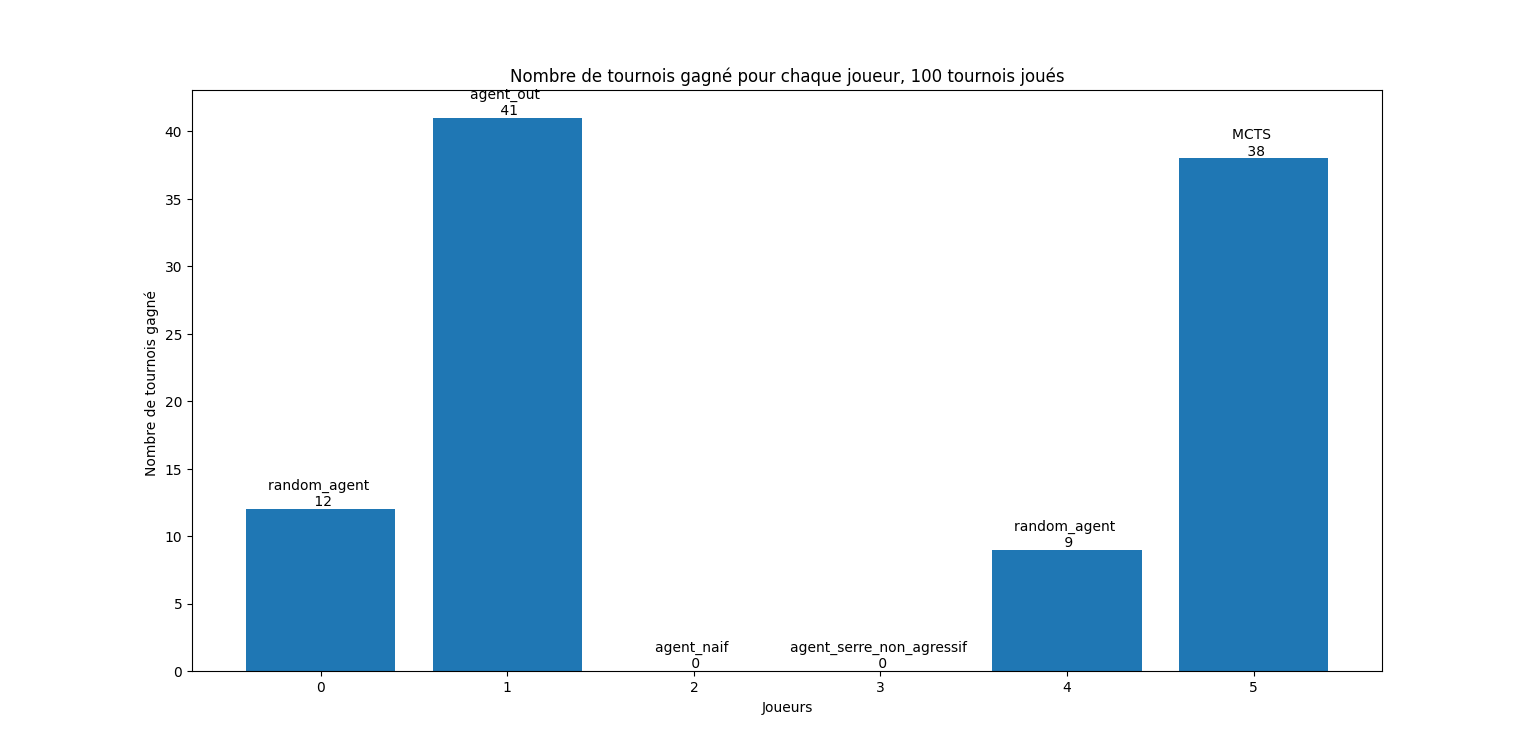 Nombre de tournois gagné pour chaque joueur, 100 tournois joués
agent_out
41
MCTS
38
random_agent
12
random_agent
9
agent_naif
0
agent_serre_non_agressif
0
Nombre de tournois gagné
40
35
30
25
20
15
10
5
0
0 1 2 3 4 5
Joueurs